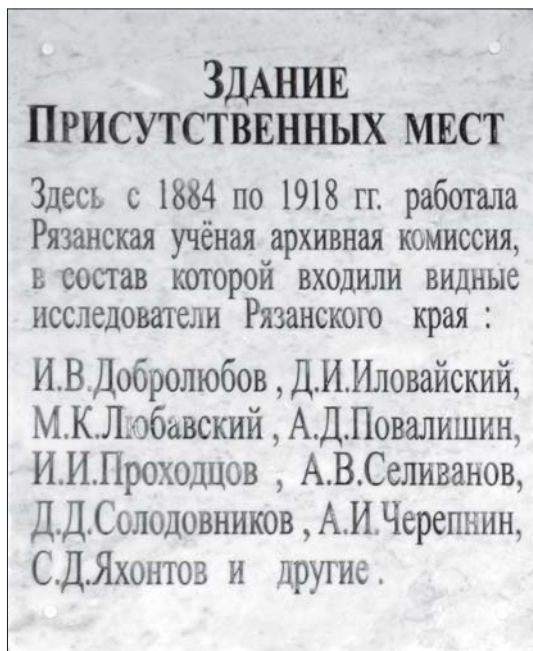 Здание
Присутственных мест
Здесь с 1884 по 1918 гг. работала
Рязанская учёная архивная комиссия,
в состав которой входили видные
исследователи Рязанского края :
И.В.Добролюбов , Д.И.Иловайский,
М.К.Любавский , А.Д.Повалишин,
И.И.Проходцов , А.В.Селиванов,
Д.Д.Солодовников , А.И.Черепнин,
С.Д.Яхонтов и другие .